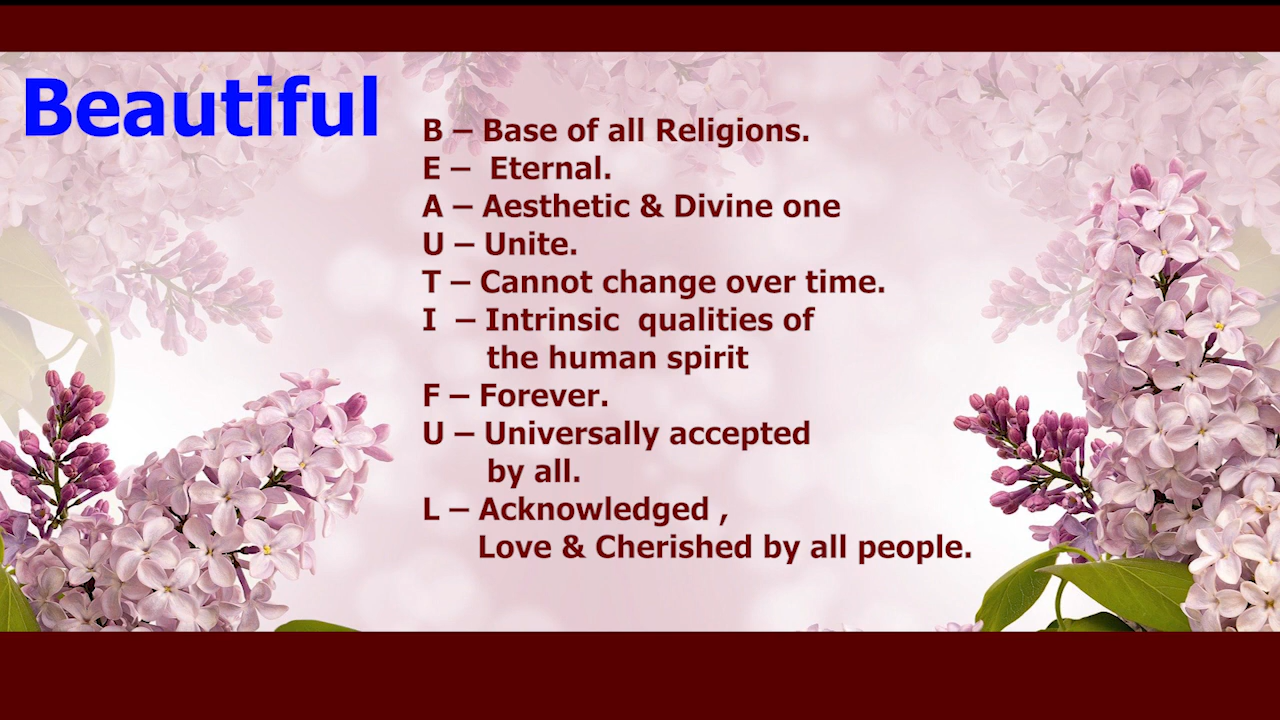 Beautiful
B – Base of all Religions.
E – Eternal.
A – Aesthetic & Divine one
U – Unite.
T – Cannot change over time.
I – Intrinsic qualities of
the human spirit
F – Forever.
U – Universally accepted
by all.
L – Acknowledged ,
Love & Cherished by all people.